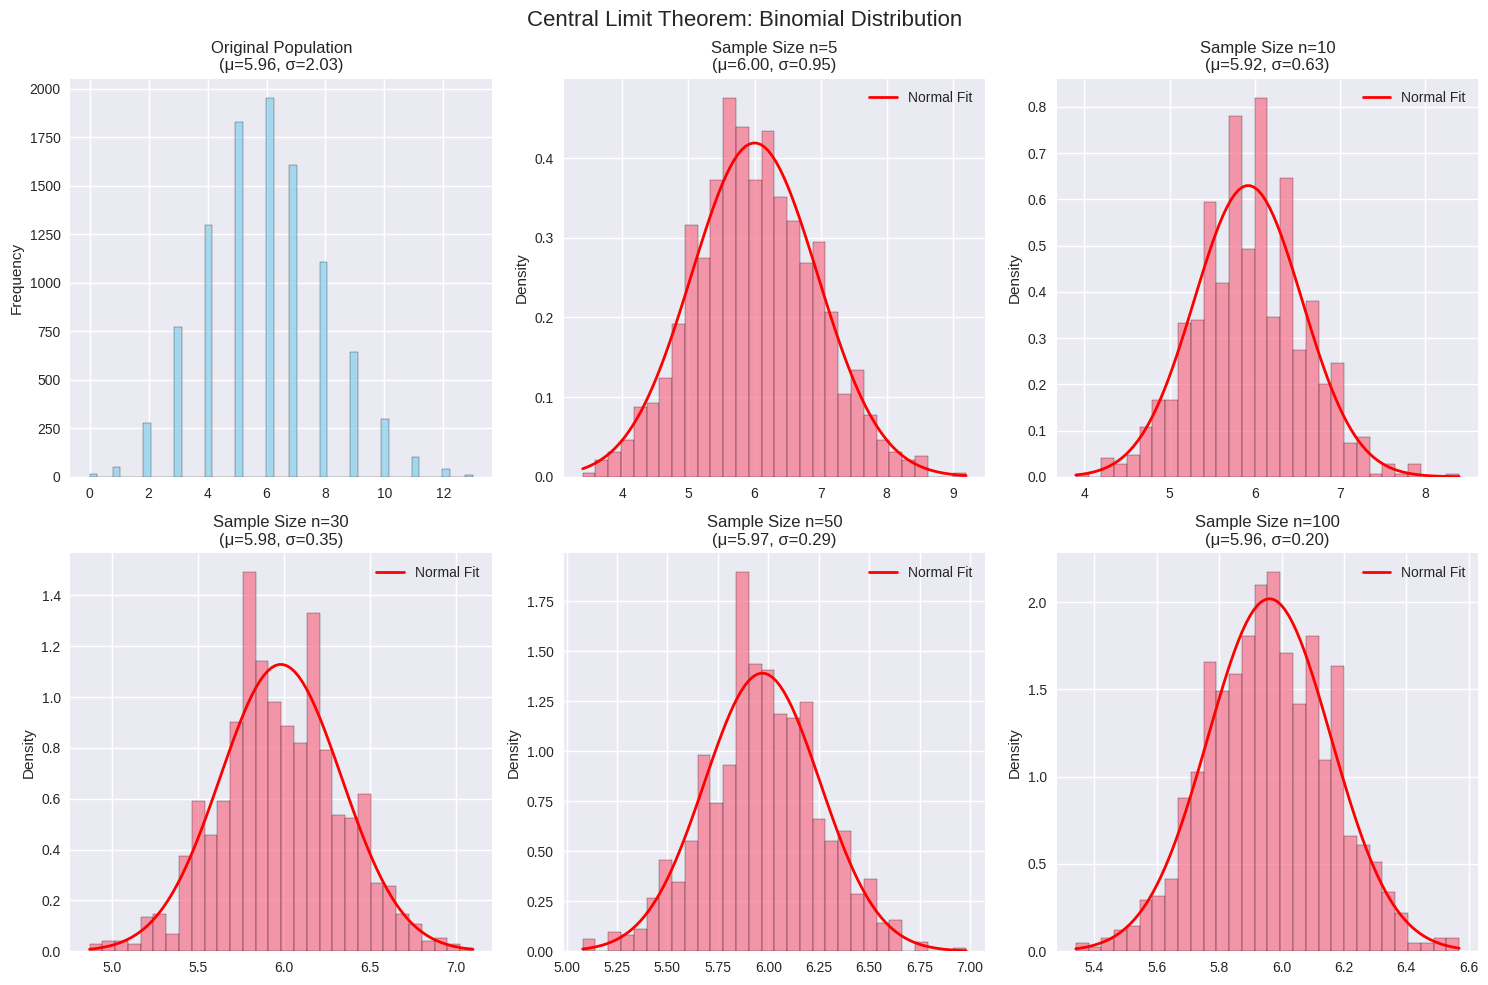 Central Limit Theorem: Binomial Distribution
Original Population
(μ=5.96, σ=2.03)
Frequency
2000
1750
1500
1250
1000
750
500
250
0
0 2 4 6 8 10 12
Sample Size n=5
(μ=6.00, σ=0.95)
Normal Fit
Density
0.4
0.3
0.2
0.1
0.0
4 5 6 7 8 9
Sample Size n=10
(μ=5.92, σ=0.63)
Normal Fit
Density
0.8
0.7
0.6
0.5
0.4
0.3
0.2
0.1
0.0
4 5 6 7 8
Sample Size n=30
(μ=5.98, σ=0.35)
Normal Fit
Density
1.4
1.2
1.0
0.8
0.6
0.4
0.2
0.0
5.0 5.5 6.0 6.5 7.0
Sample Size n=50
(μ=5.97, σ=0.29)
Normal Fit
Density
1.75
1.50
1.25
1.00
0.75
0.50
0.25
0.00
5.00 5.25 5.50 5.75 6.00 6.25 6.50 6.75 7.00
Sample Size n=100
(μ=5.96, σ=0.20)
Normal Fit
Density
2.0
1.5
1.0
0.5
0.0
5.4 5.6 5.8 6.0 6.2 6.4 6.6